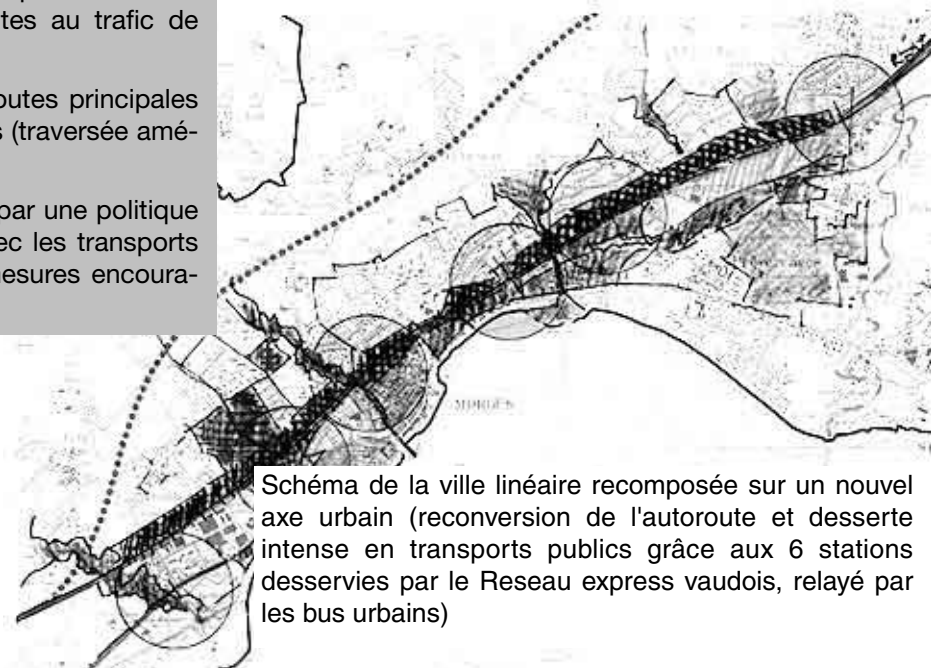 tes au trafic de
outes principales
s (traversée amé-
par une politique
ec les transports
nesures encoura-
MORGES
Schéma de la ville linéaire recomposée sur un nouvel
axe urbain (reconversion de l'autoroute et desserte
intense en transports publics grâce aux 6 stations
desservies par le Reseau express vaudois, relayé par
les bus urbains)